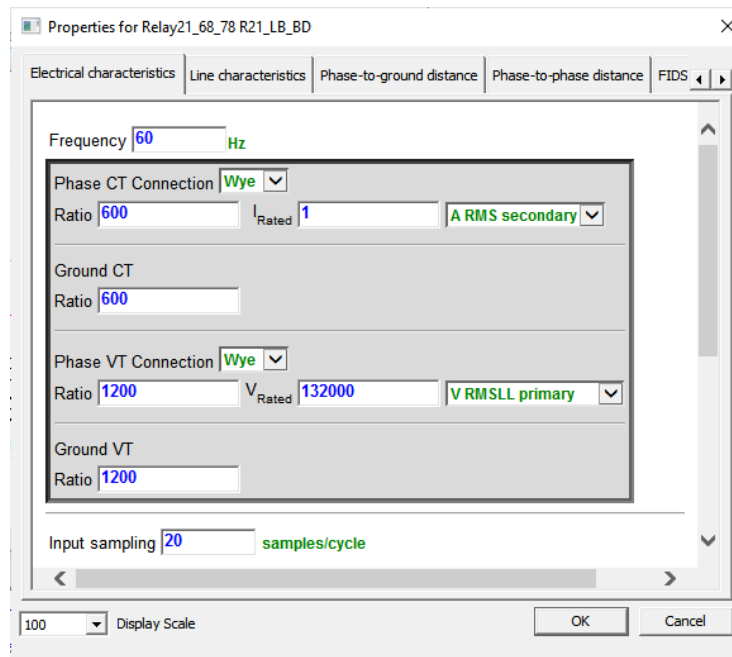 Properties for Relay21_68_78 R21_LB_BD
Electrical characteristics Line characteristics Phase-to-ground distance Phase-to-phase distance FIDS
Frequency 60 Hz
Phase CT Connection Wye
Ratio 600 IRated 1 A RMS secondary
Ground CT
Ratio 600
Phase VT Connection Wye
Ratio 1200 VRated 132000 V RMSLL primary
Ground VT
Ratio 1200
Input sampling 20 samples/cycle
100 Display Scale OK Cancel